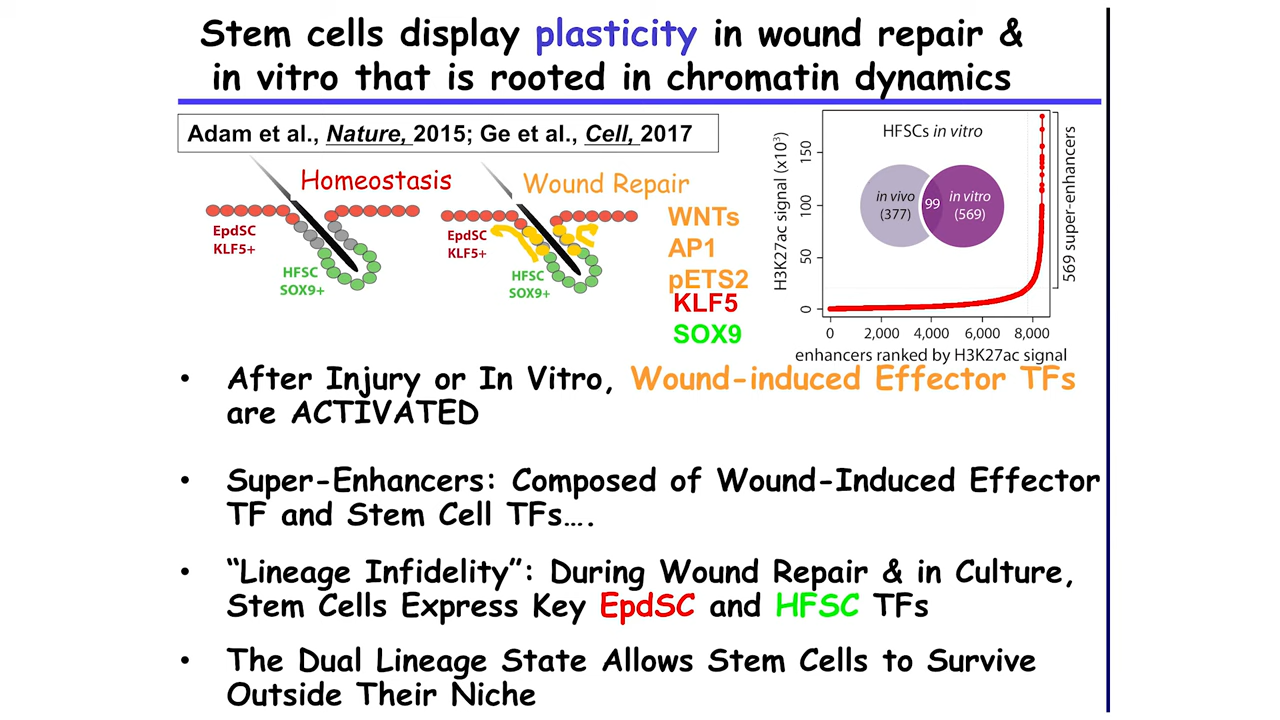 Stem cells display plasticity in wound repair &
in vitro that is rooted in chromatin dynamics
Adam et al., Nature, 2015; Ge et al., Cell, 2017
Homeostasis
EpdSC
KLF5+
HFSC
SOX9+
Wound Repair
EpdSC
KLF5+
HFSC
SOX9+
WNTs
AP1
pETS2
KLF5
SOX9
HFSCs in vitro
in vivo
(377)
99
in vitro
(569)
H3K27ac signal (x10³)
150
100
50
0
0 2,000 4,000 6,000 8,000
enhancers ranked by H3K27ac signal
569 super-enhancers
• After Injury or In Vitro, Wound-induced Effector TFs
are ACTIVATED
• Super-Enhancers: Composed of Wound-Induced Effector
TF and Stem Cell TFs….
• “Lineage Infidelity”: During Wound Repair & in Culture,
Stem Cells Express Key EpdSC and HFSC TFs
• The Dual Lineage State Allows Stem Cells to Survive
Outside Their Niche